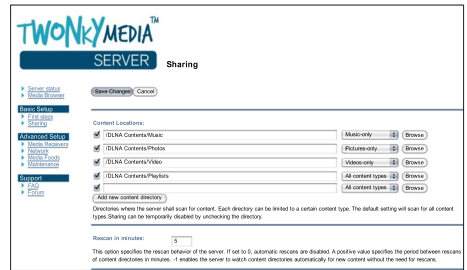 TWONKYMEDIA™
SERVER
Sharing
Server status
Media Browser
Save Changes Cancel
Basic Setup
First steps
Sharing
Advanced Setup
Media Receivers
Network
Media Feeds
Maintenance
Support
FAQ
Forum
Content Locations:
/DLNA Contents/Music Music-only Browse
/DLNA Contents/Photos Pictures-only Browse
/DLNA Contents/Video Videos-only Browse
/DLNA Contents/Playlists All content types Browse
All content types Browse
Add new content directory
Directories where the server shall scan for content. Each directory can be limited to a certain content type. The default setting will scan for all content
types.Sharing can be temporarily disabled by unchecking the directory.
Rescan in minutes: 5
This option specifies the rescan behavior of the server. If set to 0, automatic rescans are disabled. A positive value specifies the period between rescans
of content directories in minutes. -1 enables the server to watch content directories automatically for new content without the need for rescans.